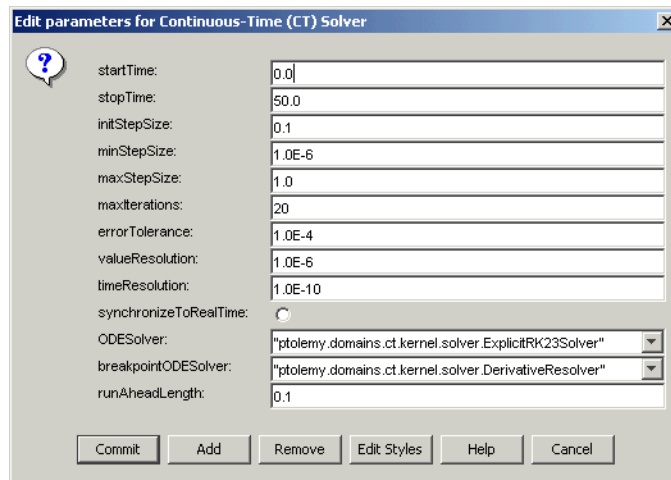 Edit parameters for Continuous-Time (CT) Solver
startTime: 0.0
stopTime: 50.0
initStepSize: 0.1
minStepSize: 1.0E-6
maxStepSize: 1.0
maxIterations: 20
errorTolerance: 1.0E-4
valueResolution: 1.0E-6
timeResolution: 1.0E-10
synchronizeToRealTime:
ODESolver: "ptolemy.domains.ct.kernel.solver.ExplicitRK23Solver"
breakpointODESolver: "ptolemy.domains.ct.kernel.solver.DerivativeResolver"
runAheadLength: 0.1
Commit Add Remove Edit Styles Help Cancel